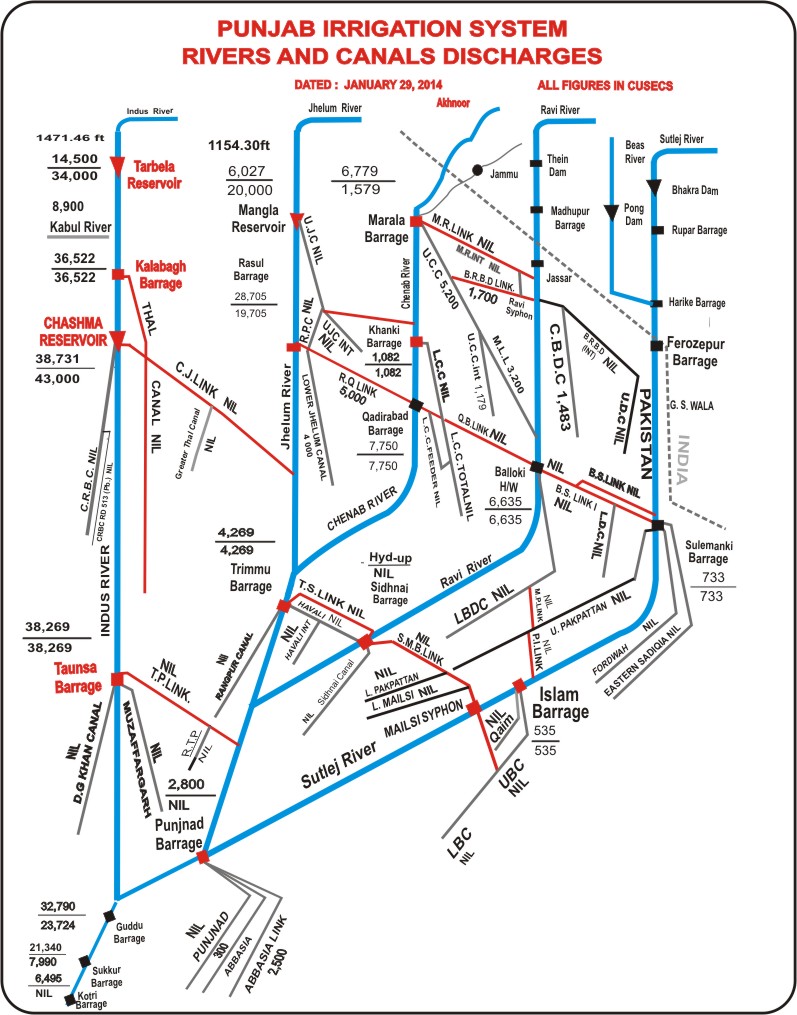 PUNJAB IRRIGATION SYSTEM
RIVERS AND CANALS DISCHARGES
DATED : JANUARY 29, 2014
ALL FIGURES IN CUSECS
Indus River
Jhelum River
Akhnoor
Ravi River
Beas
River
Sutlej River
1471.46 ft
14,500
34,000
Tarbela
Reservoir
8,900
Kabul River
36,522
36,522
Kalabagh
Barrage
CHASHMA
RESERVOIR
38,731
43,000
THAL
CANAL NIL
C.J.LINK NIL
Greater Thal Canal
NIL
C.R.B.C. NIL
CRBC RD 513 (Pb.) NIL
INDUS RIVER
1154.30ft
6,027
20,000
Mangla
Reservoir
6,779
1,579
Marala
Barrage
Jammu
Rasul
Barrage
28,705
19,705
U.J.C NIL
R.P.C NIL
UJC INT
NIL
Jhelum River
LOWER JHELUM CANAL
4 000
R.Q LINK
5,000
Chenab River
Khanki
Barrage
1,082
1,082
Qadirabad
Barrage
7,750
7,750
M.R.LINK NIL
M.R.INT NIL
B.R.B.D LINK.
1,700
Ravi
Syphon
U.C.C 5,200
U.C.C.Int 1,179
M.L.L 3,200
L.C.C NIL
L.C.C.FEEDER NIL
L.C.C.TOTALNIL
Q.B.LINK NIL
Thein
Dam
Madhupur
Barrage
Jassar
Pong
Dam
Bhakra Dam
Rupar Barrage
Harike Barrage
Ferozepur
Barrage
G. S. WALA
C.B.D.C 1,483
B.R.B.D
(INT) NIL
U.D.C NIL
PAKISTAN
INDIA
Balloki
H/W
6,635
6,635
NIL
B.S.LINK NIL
B.S. LINK I
NIL
L.D.C.NIL
Sulemanki
Barrage
733
733
CHENAB RIVER
4,269
4,269
Trimmu
Barrage
Hyd-up
NIL
Sidhnaj
Barrage
Ravi River
LBDC NIL
M.P.LINK
NIL
U. PAKPATTAN NIL
P.I.LINK
NIL
FORDWAH NIL
EASTERN SADIQIA NIL
T.S.LINK NIL
HAVALI NIL
HAVALI INT
NIL
NIL Sidhnai Canal
RANGPUR CANAL
NIL
NIL
S.M.B.LINK
NIL
L. PAKPATTAN
L. MAILSI NIL
MAILSI SYPHON
Islam
Barrage
535
535
NIL
Qaim
UBC
NIL
LBC
NIL
38,269
38,269
Taunsa
Barrage
NIL
T.P.LINK.
NIL
D.G KHAN CANAL
MUZAFFARGARH
NIL
R.T.P
NIL
2,800
NIL
Punjnad
Barrage
Sutlej River
NIL
PUNJNAD
300
ABBASIA
ABBASIA LINK
2,500
32,790
23,724
Guddu
Barrage
21,340
7,990
Sukkur
Barrage
6,495
NIL
Kotri
Barrage